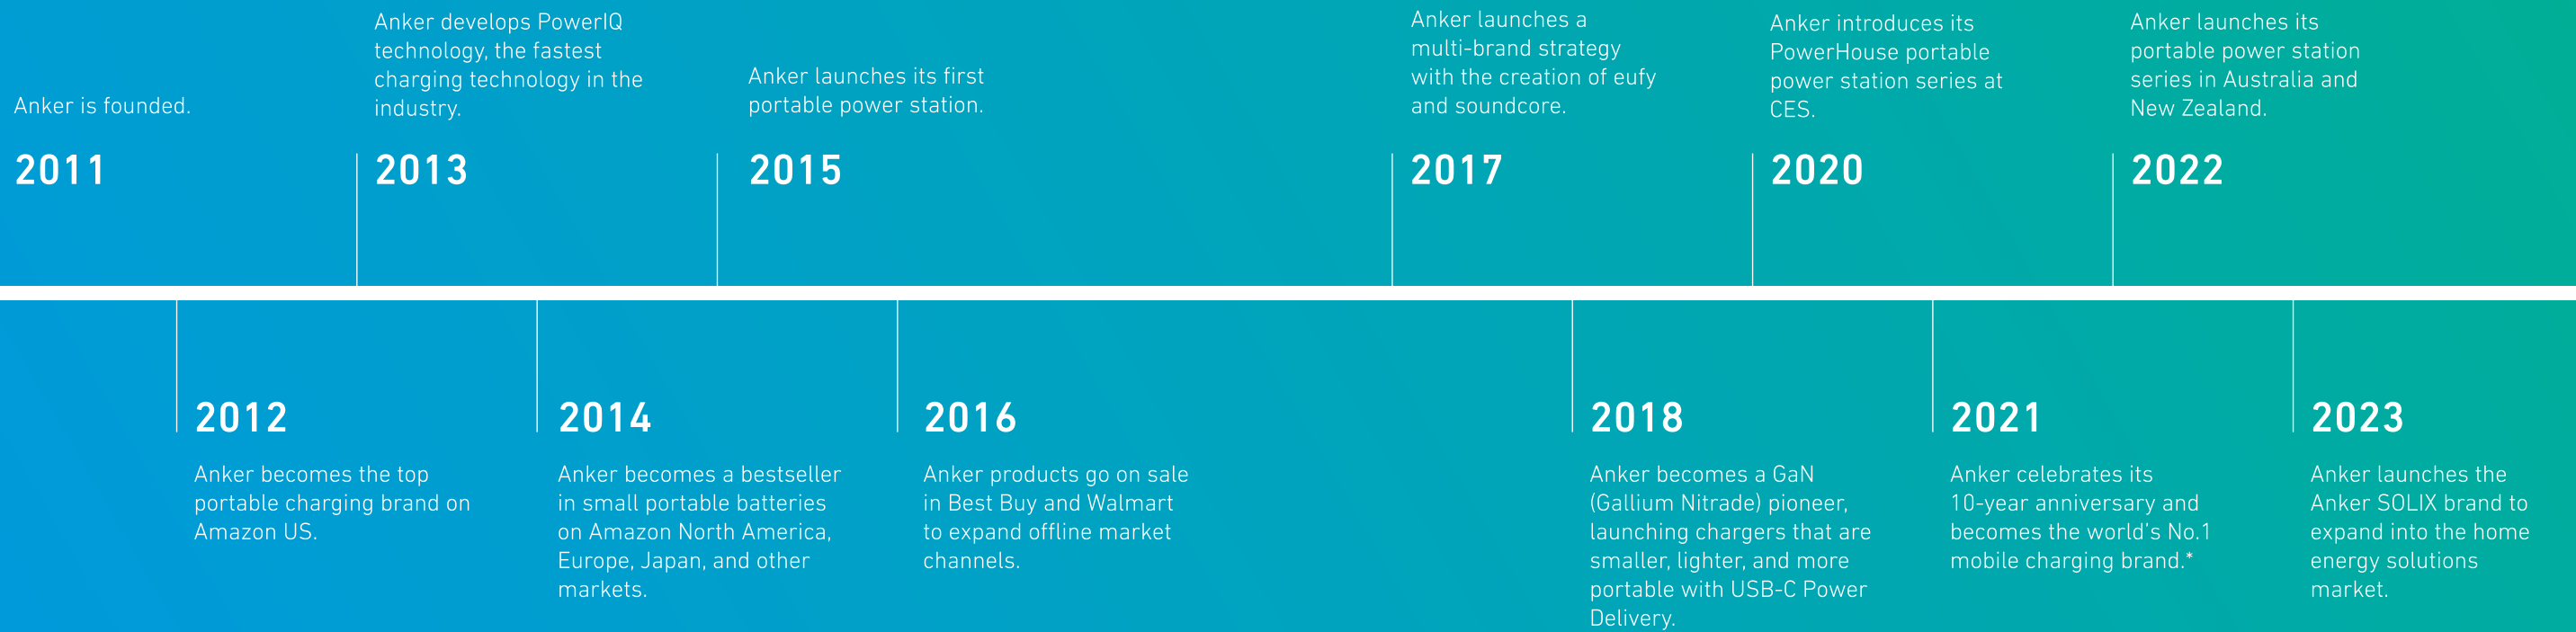 Anker is founded.
2011
Anker develops PowerIQ
technology, the fastest
charging technology in the
industry.
2013
Anker launches its first
portable power station.
2015
Anker launches a
multi-brand strategy
with the creation of eufy
and soundcore.
2017
Anker introduces its
PowerHouse portable
power station series at
CES.
2020
Anker launches its
portable power station
series in Australia and
New Zealand.
2022
2012
Anker becomes the top
portable charging brand on
Amazon US.
2014
Anker becomes a bestseller
in small portable batteries
on Amazon North America,
Europe, Japan, and other
markets.
2016
Anker products go on sale
in Best Buy and Walmart
to expand offline market
channels.
2018
Anker becomes a GaN
(Gallium Nitrade) pioneer,
launching chargers that are
smaller, lighter, and more
portable with USB-C Power
Delivery.
2021
Anker celebrates its
10-year anniversary and
becomes the world's No.1
mobile charging brand.*
2023
Anker launches the
Anker SOLIX brand to
expand into the home
energy solutions
market.